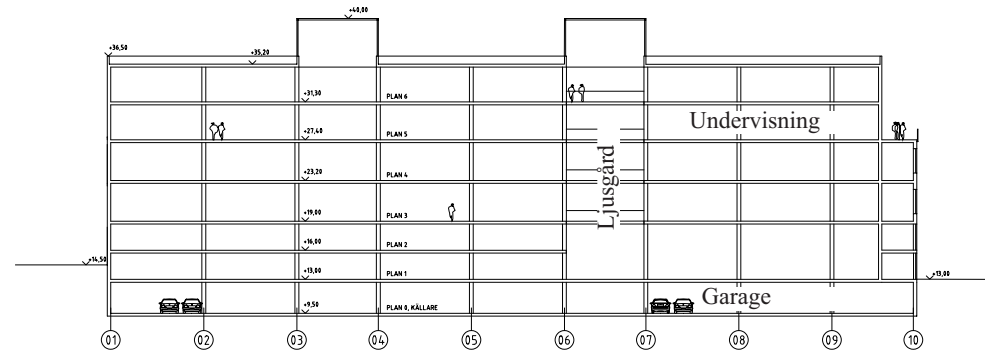 +40,00
+36,50
+35,20
+31,30 PLAN 6
+27,40 PLAN 5
Undervisning
+23,20 PLAN 4
Ljusgård
+19,00 PLAN 3
+16,00 PLAN 2
+14,50
+13,00 PLAN 1
+13,00
+9,50 PLAN 0, KÄLLARE
Garage
01 02 03 04 05 06 07 08 09 10